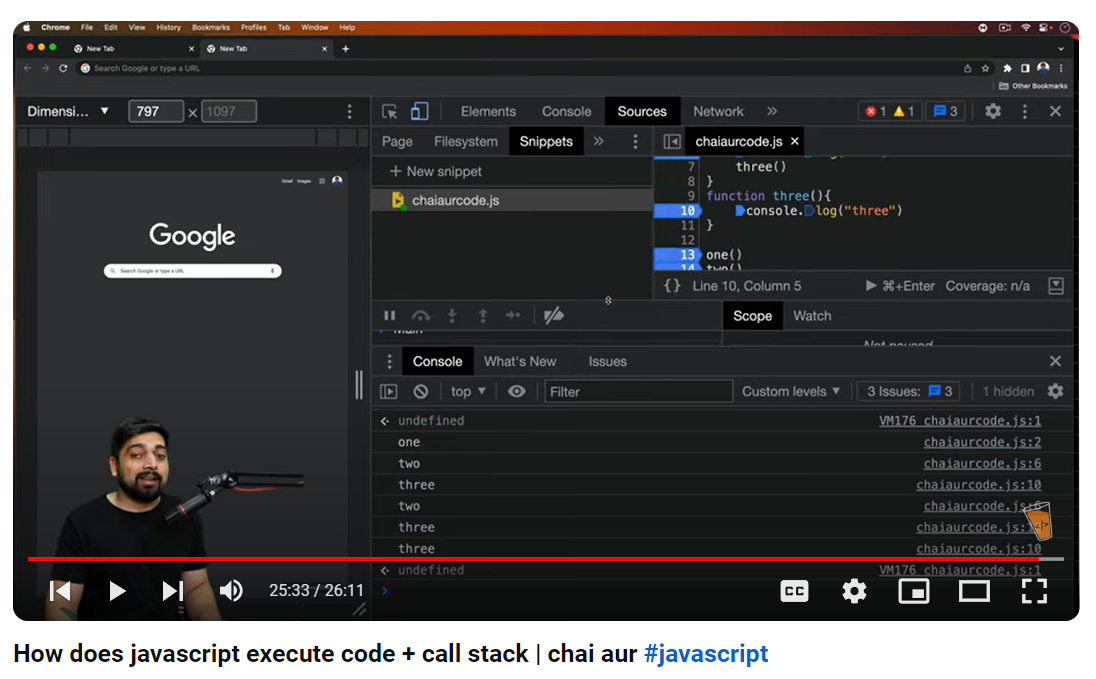 Chrome File Edit View History Bookmarks Profiles Tab Window Help
New Tab × New Tab × +
Search Google or type a URL
Other Bookmarks
Dimensi... ▼ 797 × 1097
Elements Console Sources Network » 1 1 3
Page Filesystem Snippets »
chaiaurcode.js ×
+ New snippet
chaiaurcode.js
7 three()
8 }
9 function three(){
10 console.log("three")
11 }
12
13 one()
14 two()
{} Line 10, Column 5 ⌘+Enter Coverage: n/a
Gmail Images
Google
Search Google or type a URL
Scope Watch
Main
Not paused
Console What's New Issues
top ▼ Filter Custom levels ▼ 3 Issues: 3 1 hidden
undefined VM176 chaiaurcode.js:1
one chaiaurcode.js:2
two chaiaurcode.js:6
three chaiaurcode.js:10
two chaiaurcode.js:6
three chaiaurcode.js:10
three chaiaurcode.js:10
undefined VM176 chaiaurcode.js:1
</>
25:33 / 26:11
CC
How does javascript execute code + call stack | chai aur #javascript